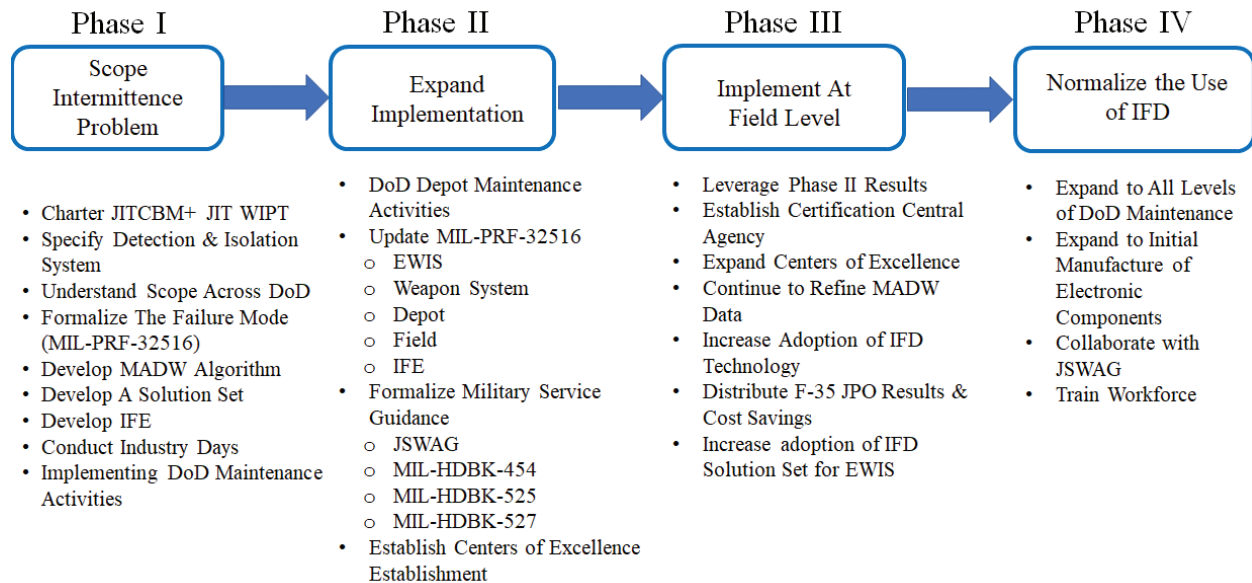 Phase I
Scope
Intermittence
Problem
• Charter JITCBM+ JIT WIPT
• Specify Detection & Isolation
System
• Understand Scope Across DoD
• Formalize The Failure Mode
(MIL-PRF-32516)
• Develop MADW Algorithm
• Develop A Solution Set
• Develop IFE
• Conduct Industry Days
• Implementing DoD Maintenance
Activities
Phase II
Expand
Implementation
• DoD Depot Maintenance
Activities
• Update MIL-PRF-32516
o EWIS
o Weapon System
o Depot
o Field
o IFE
• Formalize Military Service
Guidance
o JSWAG
o MIL-HDBK-454
o MIL-HDBK-525
o MIL-HDBK-527
• Establish Centers of Excellence
Establishment
Phase III
Implement At
Field Level
• Leverage Phase II Results
• Establish Certification Central
Agency
• Expand Centers of Excellence
• Continue to Refine MADW
Data
• Increase Adoption of IFD
Technology
• Distribute F-35 JPO Results &
Cost Savings
• Increase adoption of IFD
Solution Set for EWIS
Phase IV
Normalize the Use
of IFD
• Expand to All Levels
of DoD Maintenance
• Expand to Initial
Manufacture of
Electronic
Components
• Collaborate with
JSWAG
• Train Workforce